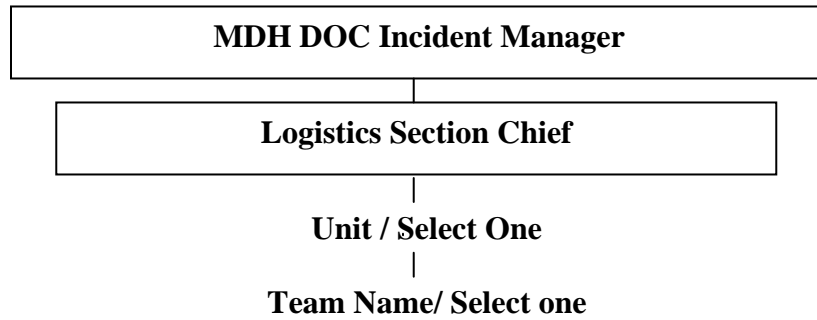 MDH DOC Incident Manager
Logistics Section Chief
Unit / Select One
Team Name/ Select one